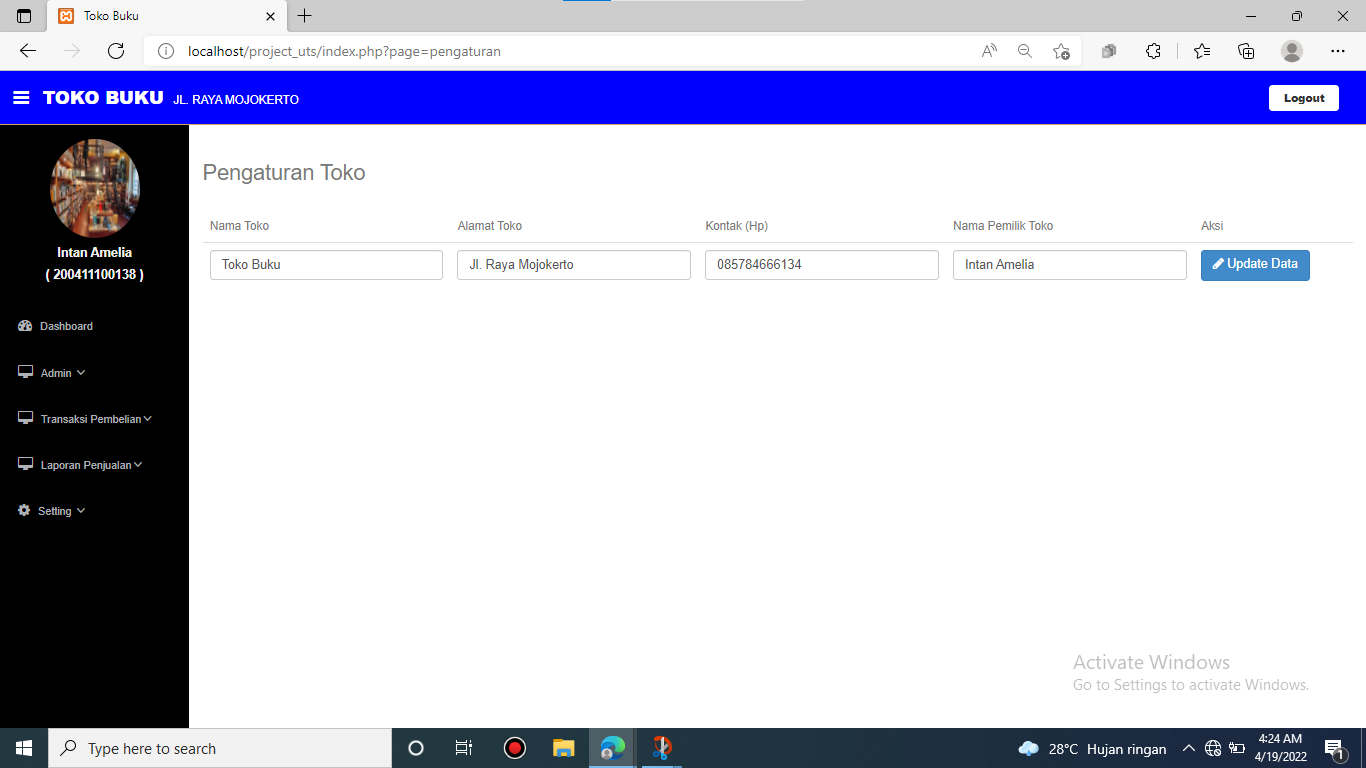 Toko Buku
localhost/project_uts/index.php?page=pengaturan
TOKO BUKU JL. RAYA MOJOKERTO
Logout
Intan Amelia
( 200411100138 )
Dashboard
Admin
Transaksi Pembelian
Laporan Penjualan
Setting
Pengaturan Toko
Nama Toko Alamat Toko Kontak (Hp) Nama Pemilik Toko Aksi
Toko Buku Jl. Raya Mojokerto 085784666134 Intan Amelia Update Data
Activate Windows
Go to Settings to activate Windows.
Type here to search
28°C Hujan ringan
4:24 AM
4/19/2022
1